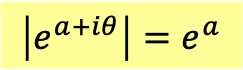 |e^{a+iθ}| = e^a